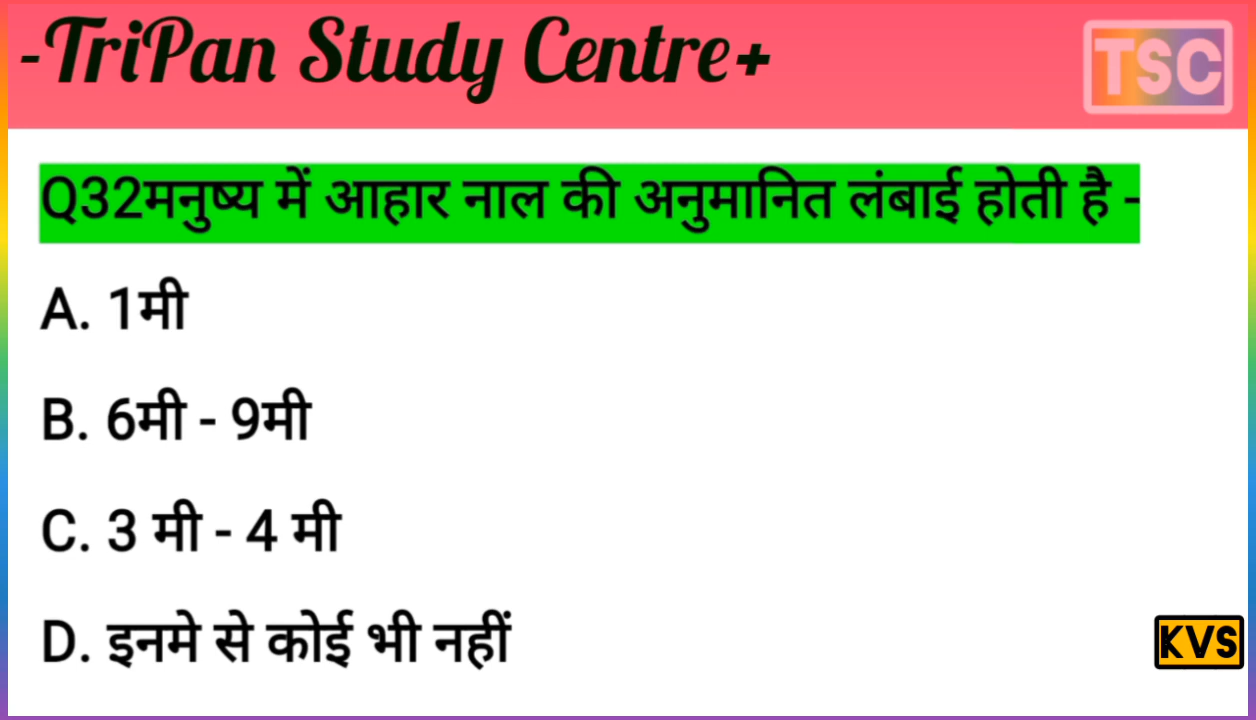 -TriPan Study Centre+
TSC
Q32मनुष्य में आहार नाल की अनुमानित लंबाई होती है -
A. 1मी
B. 6मी - 9मी
C. 3 मी - 4 मी
D. इनमे से कोई भी नहीं
KVS